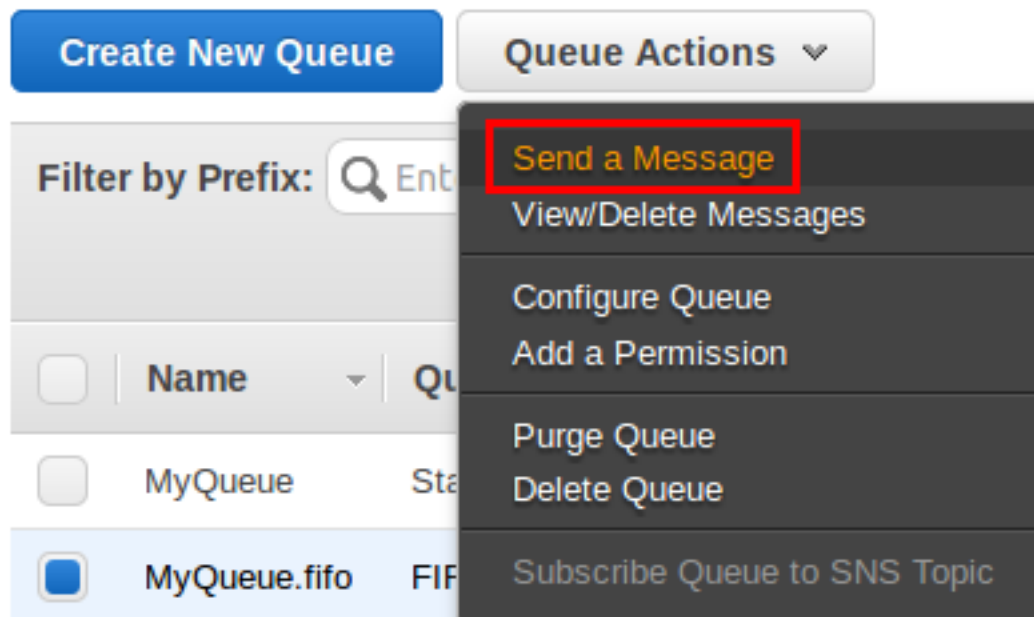 Create New Queue
Queue Actions
Filter by Prefix:
Send a Message
View/Delete Messages
Configure Queue
Add a Permission
Name
Purge Queue
MyQueue
Delete Queue
MyQueue.fifo
Subscribe Queue to SNS Topic